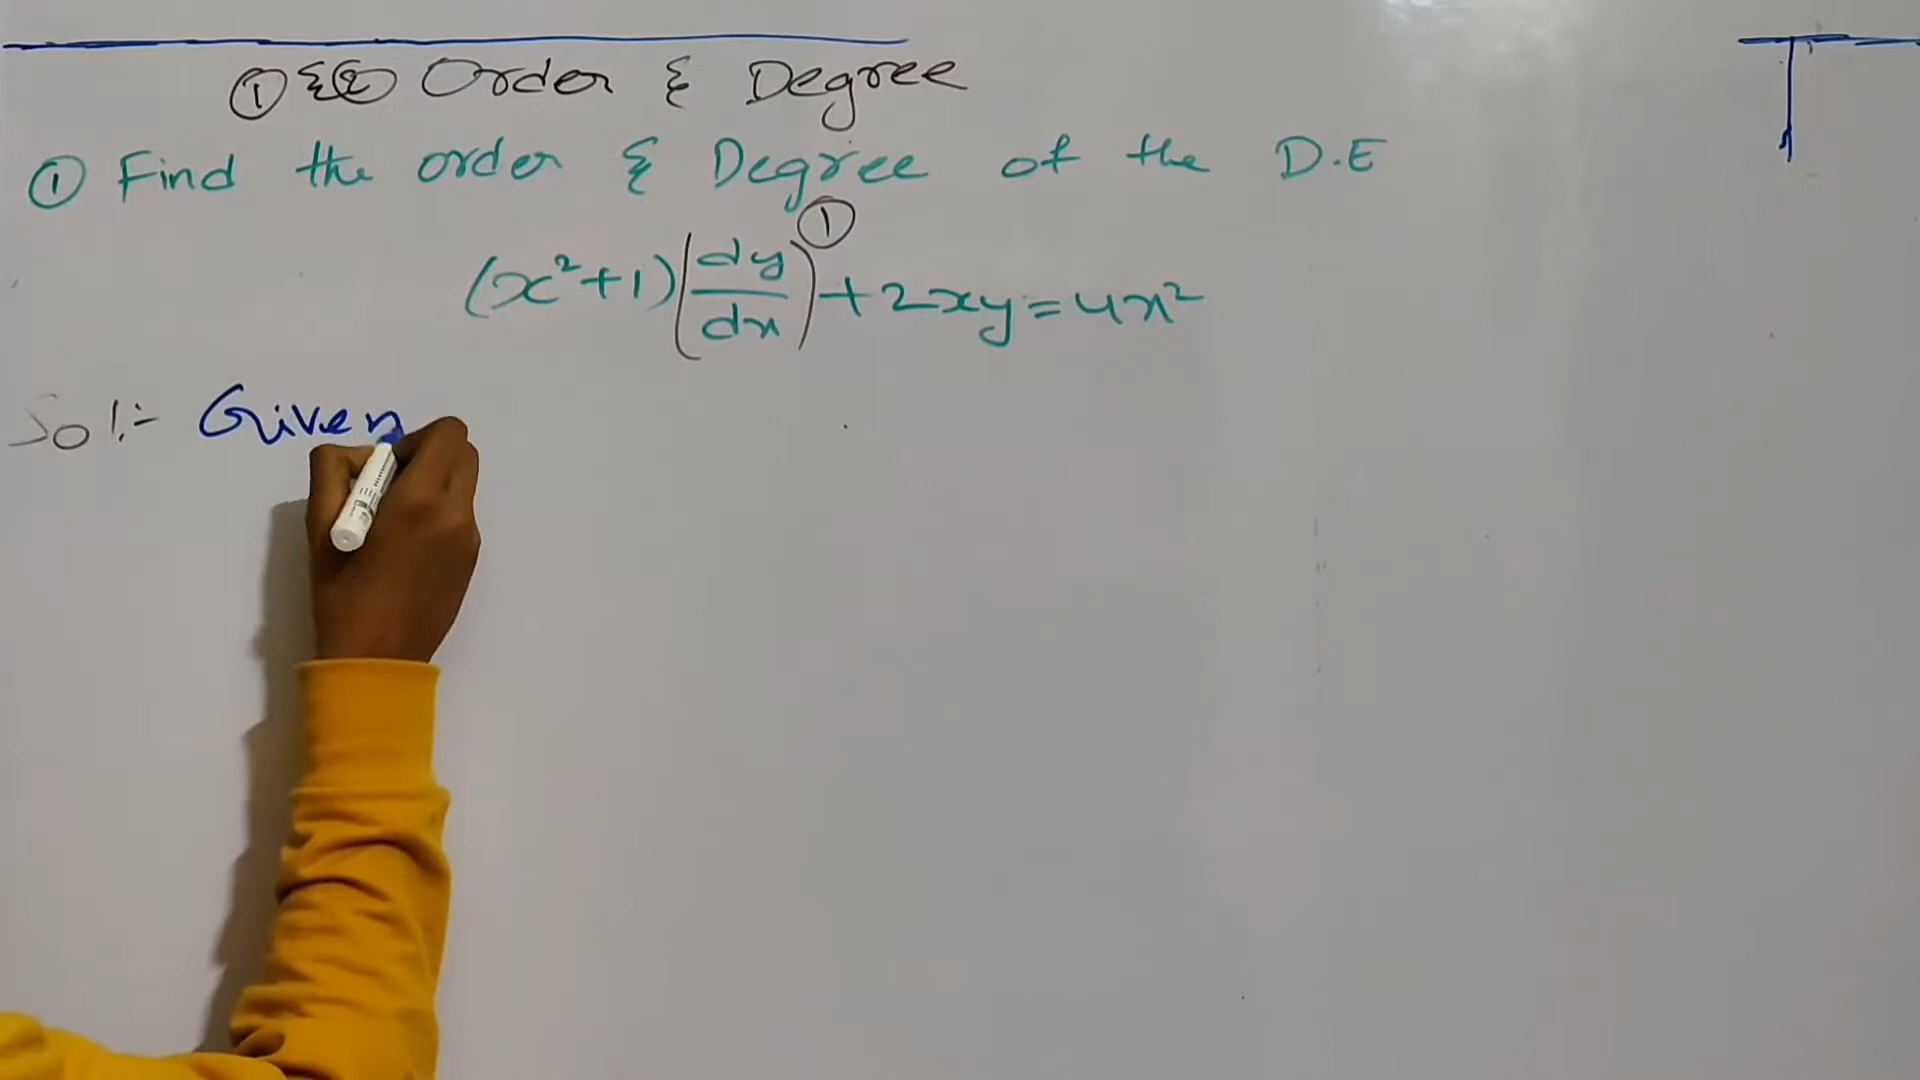 ① & ② Order & Degree
① Find the order & Degree of the D.E
(x²+1)(dy/dx)^① + 2xy = 4x²
Sol:- Given